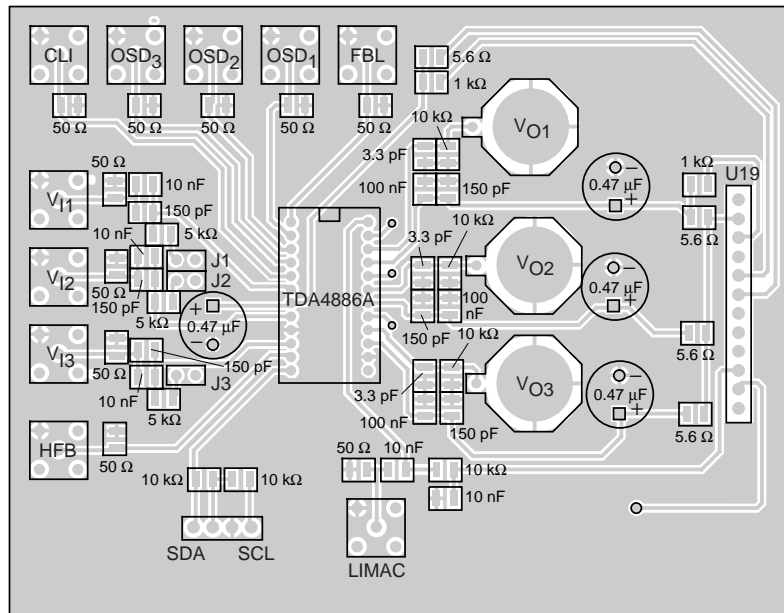 CLI OSD3 OSD2 OSD1 FBL
5.6 Ω
1 kΩ
50 Ω 50 Ω 50 Ω 50 Ω 50 Ω
10 kΩ
VO1
3.3 pF
100 nF 150 pF
50 Ω
10 nF
VI1
150 pF
5 kΩ
10 nF
J1
VI2
J2
50 Ω
150 pF
5 kΩ
+
0.47 µF
−
TDA4886A
−
0.47 µF
+
1 kΩ
U19
5.6 Ω
10 kΩ
3.3 pF
VO2
100 nF
150 pF
−
0.47 µF
+
5.6 Ω
50 Ω
VI3
150 pF
10 nF
J3
5 kΩ
10 kΩ
VO3
3.3 pF
100 nF
150 pF
−
0.47 µF
+
5.6 Ω
HFB
50 Ω
10 kΩ 10 kΩ
50 Ω 10 nF 10 kΩ
10 nF
SDA SCL
LIMAC